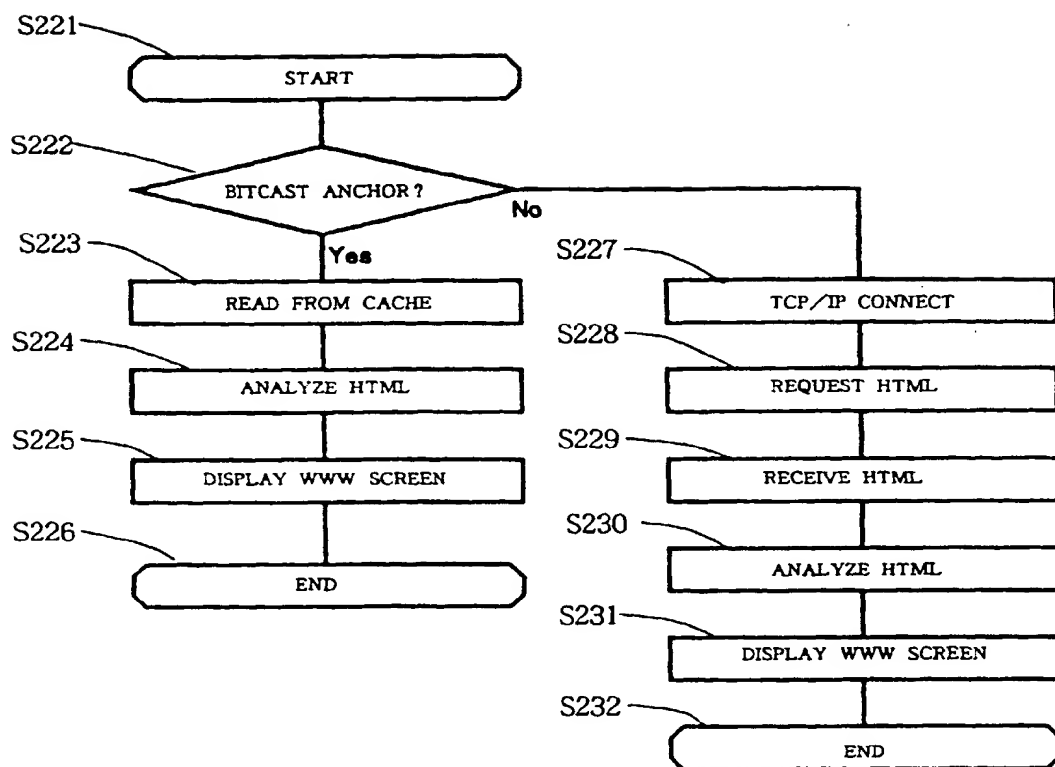 S221
START
S222
BITCAST ANCHOR?
No
Yes
S223
READ FROM CACHE
S224
ANALYZE HTML
S225
DISPLAY WWW SCREEN
S226
END
S227
TCP/IP CONNECT
S228
REQUEST HTML
S229
RECEIVE HTML
S230
ANALYZE HTML
S231
DISPLAY WWW SCREEN
S232
END